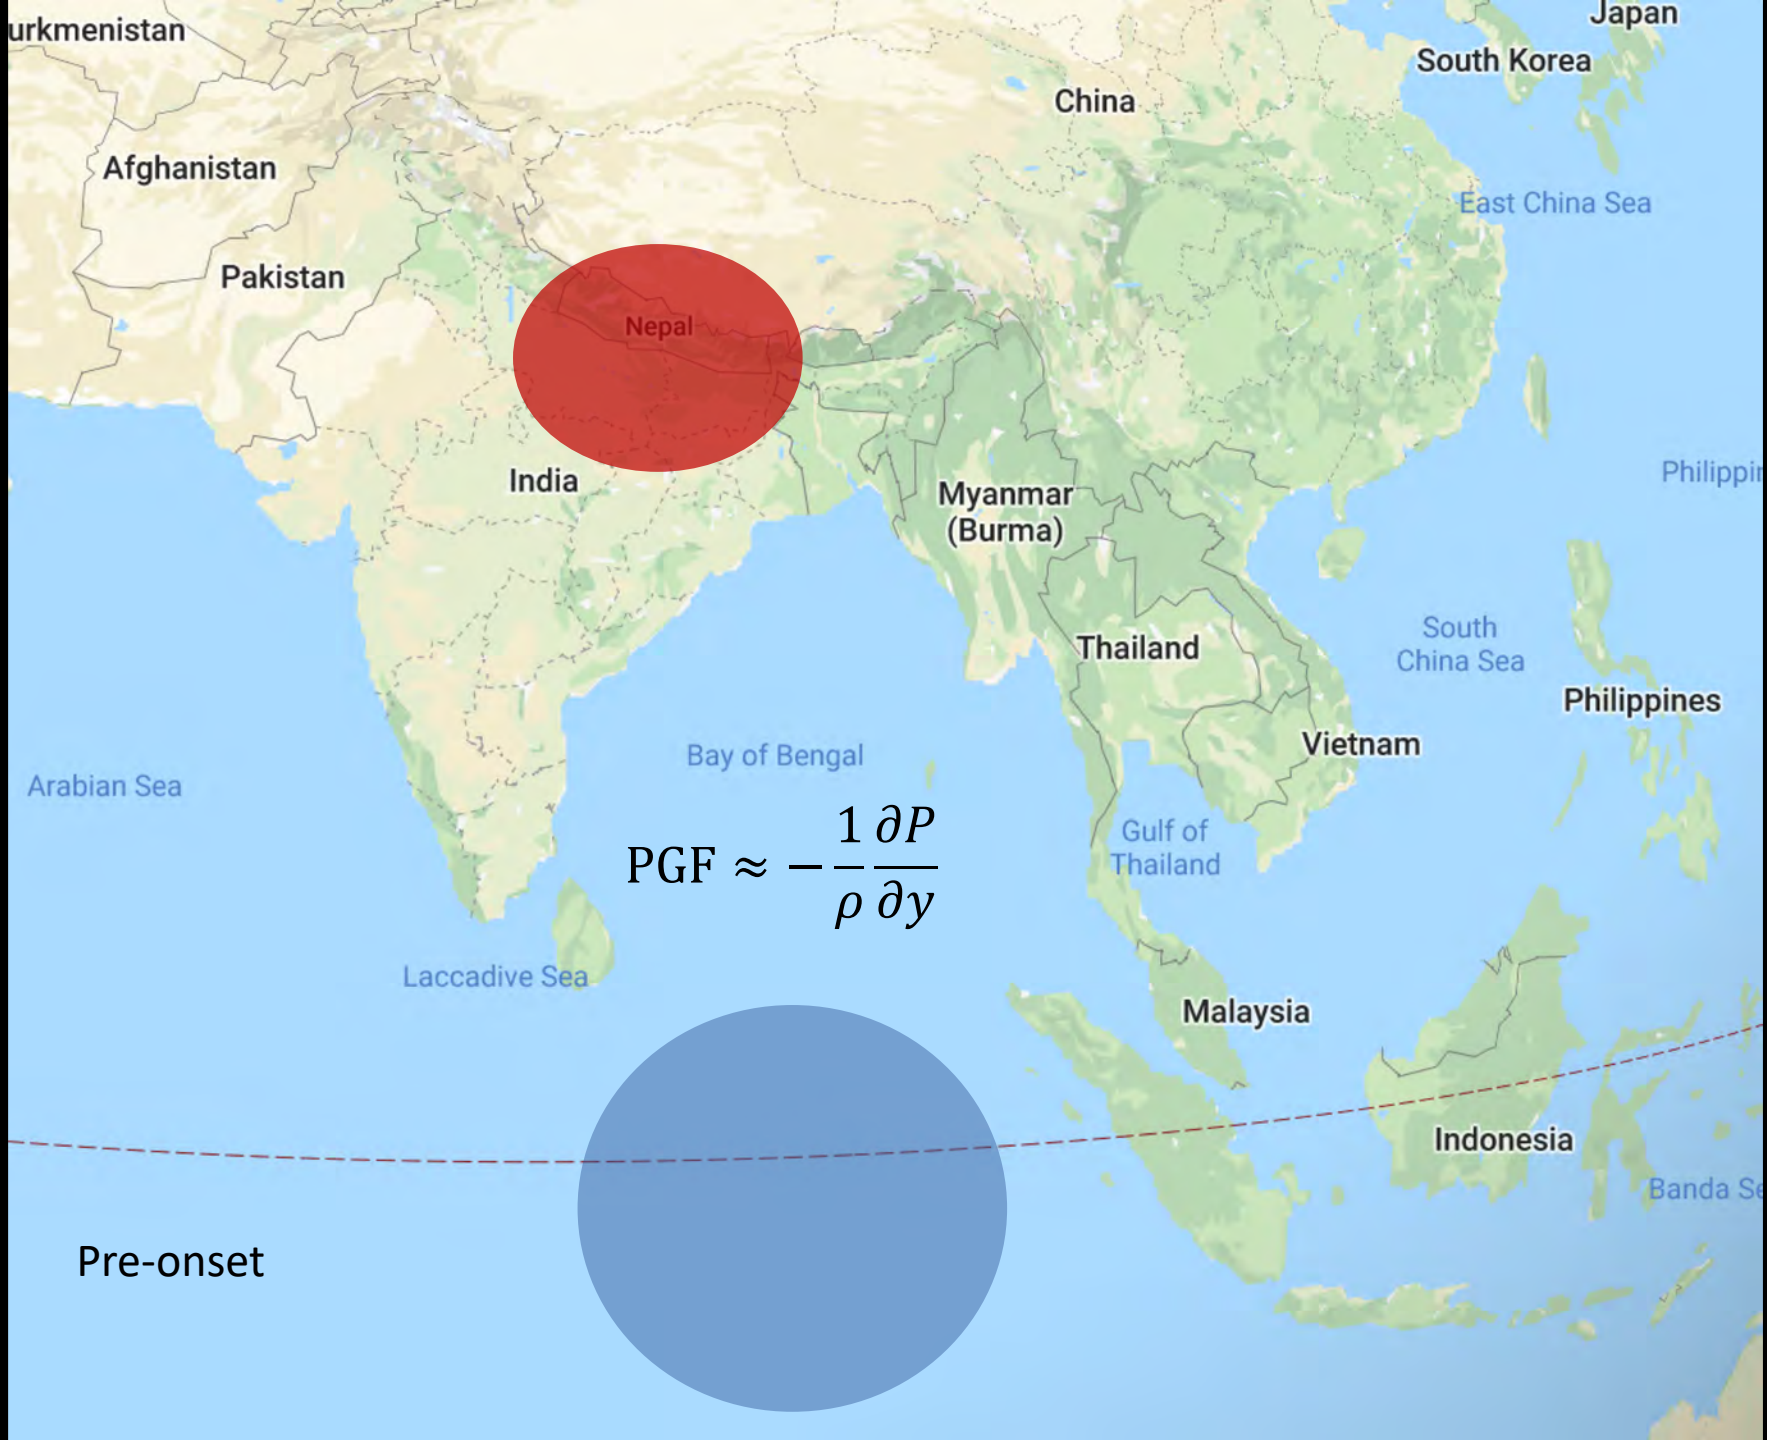 urkmenistan
Japan
South Korea
China
Afghanistan
East China Sea
Pakistan
Nepal
India
Philippin
Myanmar
(Burma)
South
China Sea
Thailand
Philippines
Vietnam
Bay of Bengal
Arabian Sea
Gulf of
Thailand
PGF ≈ − 1/ρ ∂P/∂y
Laccadive Sea
Malaysia
Indonesia
Banda Se
Pre-onset